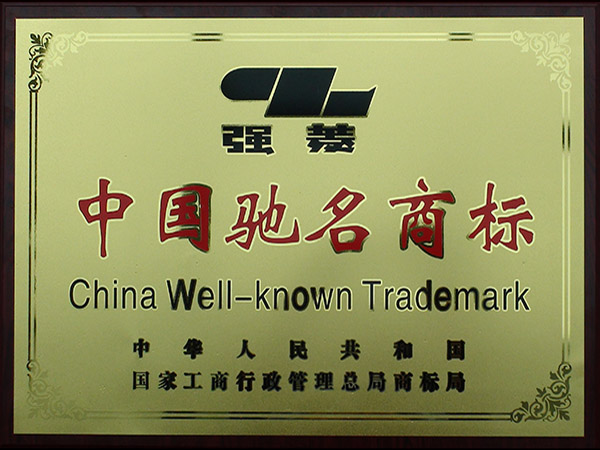 强蒌
中国驰名商标
China Well-known Trademark
中华人民共和国
国家工商行政管理总局商标局